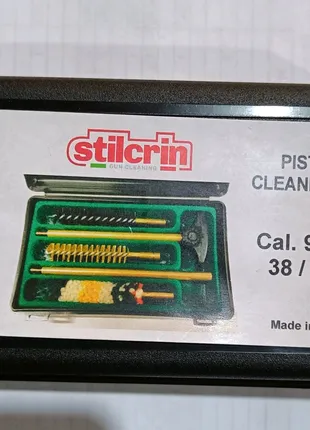 stilcrin
GUN CLEANING
PIST
CLEAN
Cal. 9
38 /
Made in